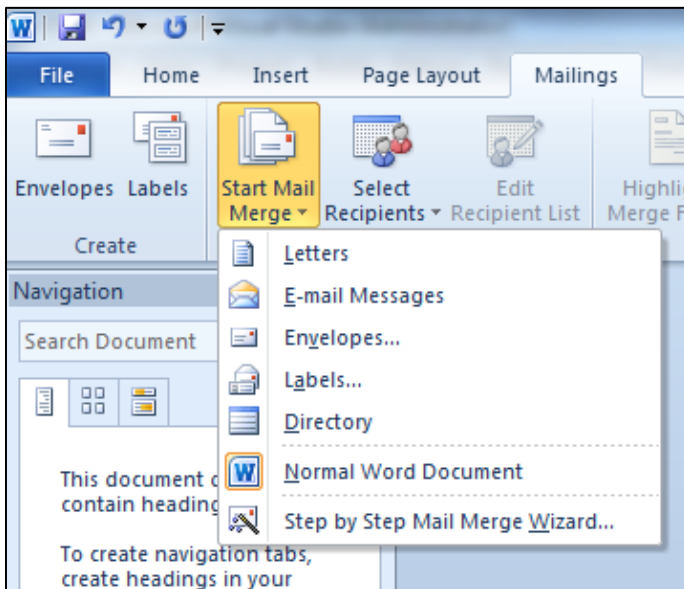 File Home Insert Page Layout Mailings
Envelopes Labels Start Mail Select Edit
Merge Recipients Recipient List Merge
Create
Navigation
Search Document
Letters
E-mail Messages
Envelopes...
Labels...
Directory
Normal Word Document
Step by Step Mail Merge Wizard...
This document
contain
To create navigation tabs,
create headings in your